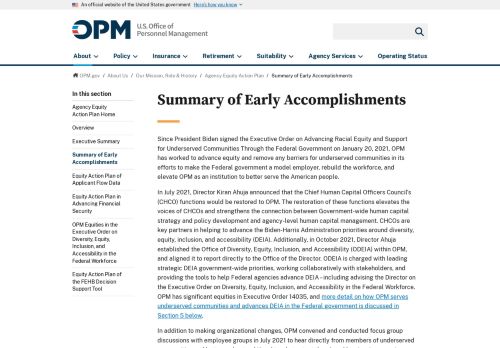 An official website of the United States government Here's how you know
OPM
U.S. Office of
Personnel Management
About Policy Insurance Retirement Suitability Agency Services Operating Status
OPM.gov / About Us / Our Mission, Role & History / Agency Equity Action Plan / Summary of Early Accomplishments
In this section
Agency Equity
Action Plan Home
Overview
Executive Summary
Summary of Early
Accomplishments
Equity Action Plan of
Applicant Flow Data
Equity Action Plan in
Advancing Financial
Security
OPM Equities in the
Executive Order on
Diversity, Equity,
Inclusion, and
Accessibility in the
Federal Workforce
Equity Action Plan of
the FEHB Decision
Support Tool
Summary of Early Accomplishments
Since President Biden signed the Executive Order on Advancing Racial Equity and Support
for Underserved Communities Through the Federal Government on January 20, 2021, OPM
has worked to advance equity and remove any barriers for underserved communities in its
efforts to make the Federal government a model employer, rebuild the workforce, and
elevate OPM as an institution to better serve the American people.
In July 2021, Director Kiran Ahuja announced that the Chief Human Capital Officers Council's
(CHCO) functions would be restored to OPM. The restoration of these functions elevates the
voices of CHCOs and strengthens the connection between Government-wide human capital
strategy and policy development and agency-level human capital management. CHCOs are
key partners in helping to advance the Biden-Harris Administration priorities around diversity,
equity, inclusion, and accessibility (DEIA). Additionally, in October 2021, Director Ahuja
established the Office of Diversity, Equity, Inclusion, and Accessibility (ODEIA) within OPM,
and aligned it to report directly to the Office of the Director. ODEIA is charged with leading
strategic DEIA government-wide priorities, working collaboratively with stakeholders, and
providing the tools to help Federal agencies advance DEIA – including advising the Director on
the Executive Order on Diversity, Equity, Inclusion, and Accessibility in the Federal Workforce.
OPM has significant equities in Executive Order 14035, and more detail on how OPM serves
underserved communities and advances DEIA in the Federal government is discussed in
Section 5 below.
In addition to making organizational changes, OPM convened and conducted focus group
discussions with employee groups in July 2021 to hear directly from members of underserved